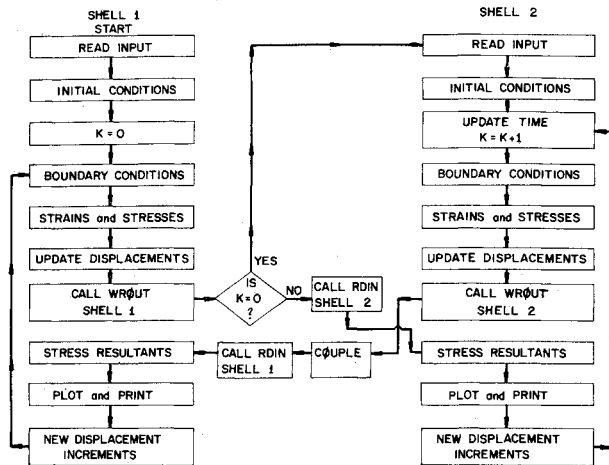 SHELL 1
START
READ INPUT
INITIAL CONDITIONS
K = 0
BOUNDARY CONDITIONS
STRAINS and STRESSES
UPDATE DISPLACEMENTS
CALL WRØUT
SHELL 1
YES
IS
K = 0
?
NO
CALL RDIN
SHELL 2
STRESS RESULTANTS
CALL RDIN
SHELL 1
CØUPLE
PLOT and PRINT
NEW DISPLACEMENT
INCREMENTS
SHELL 2
READ INPUT
INITIAL CONDITIONS
UPDATE TIME
K = K+1
BOUNDARY CONDITIONS
STRAINS and STRESSES
UPDATE DISPLACEMENTS
CALL WRØUT
SHELL 2
STRESS RESULTANTS
PLOT and PRINT
NEW DISPLACEMENT
INCREMENTS